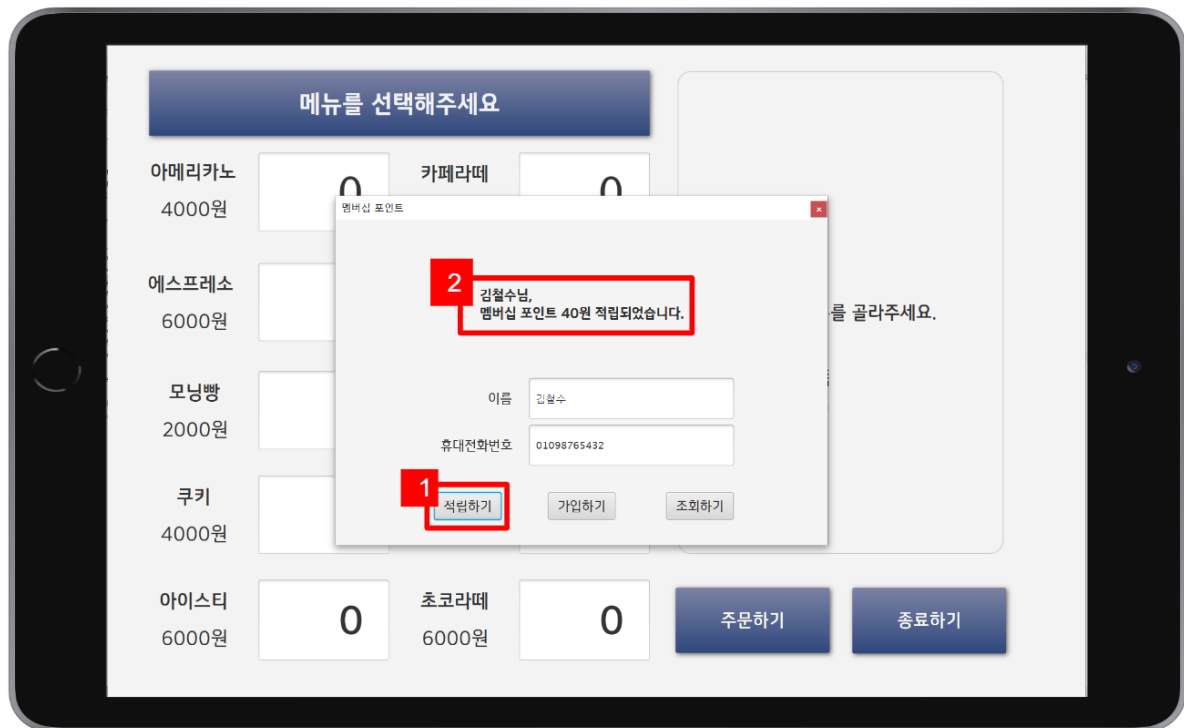 메뉴를 선택해주세요
아메리카노
4000원
0
카페라떼
0
에스프레소
6000원
모닝빵
2000원
쿠키
4000원
아이스티
6000원
0
초코라떼
6000원
0
를 골라주세요.
주문하기
종료하기
멤버십 포인트
x
2
김철수님,
멤버십 포인트 40원 적립되었습니다.
이름
김철수
휴대전화번호
01098765432
1
적립하기
가입하기
조회하기